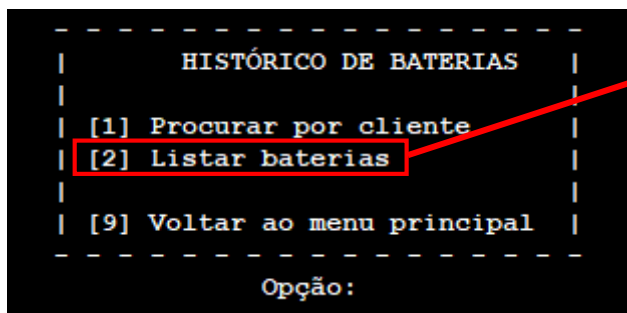 - - - - - - - - - - - - - - - - - -
| HISTÓRICO DE BATERIAS |
| |
| [1] Procurar por cliente |
| [2] Listar baterias |
| |
| [9] Voltar ao menu principal |
- - - - - - - - - - - - - - - - - -
Opção: